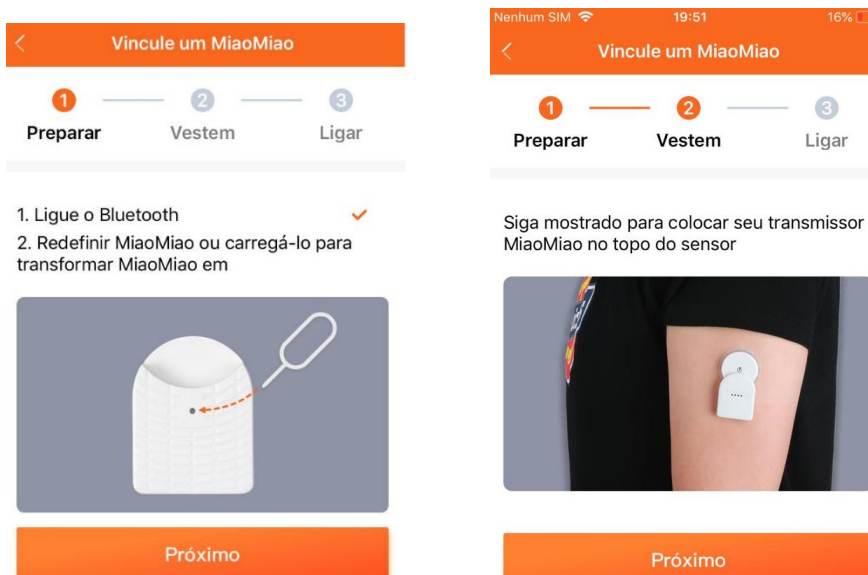 Vincule um MiaoMiao
1
2
3
Preparar
Vestem
Ligar
1. Ligue o Bluetooth
2. Redefinir MiaoMiao ou carregá-lo para
transformar MiaoMiao em
Próximo
Nenhum SIM
19:51
16%
Vincule um MiaoMiao
1
2
3
Preparar
Vestem
Ligar
Siga mostrado para colocar seu transmissor
MiaoMiao no topo do sensor
Próximo